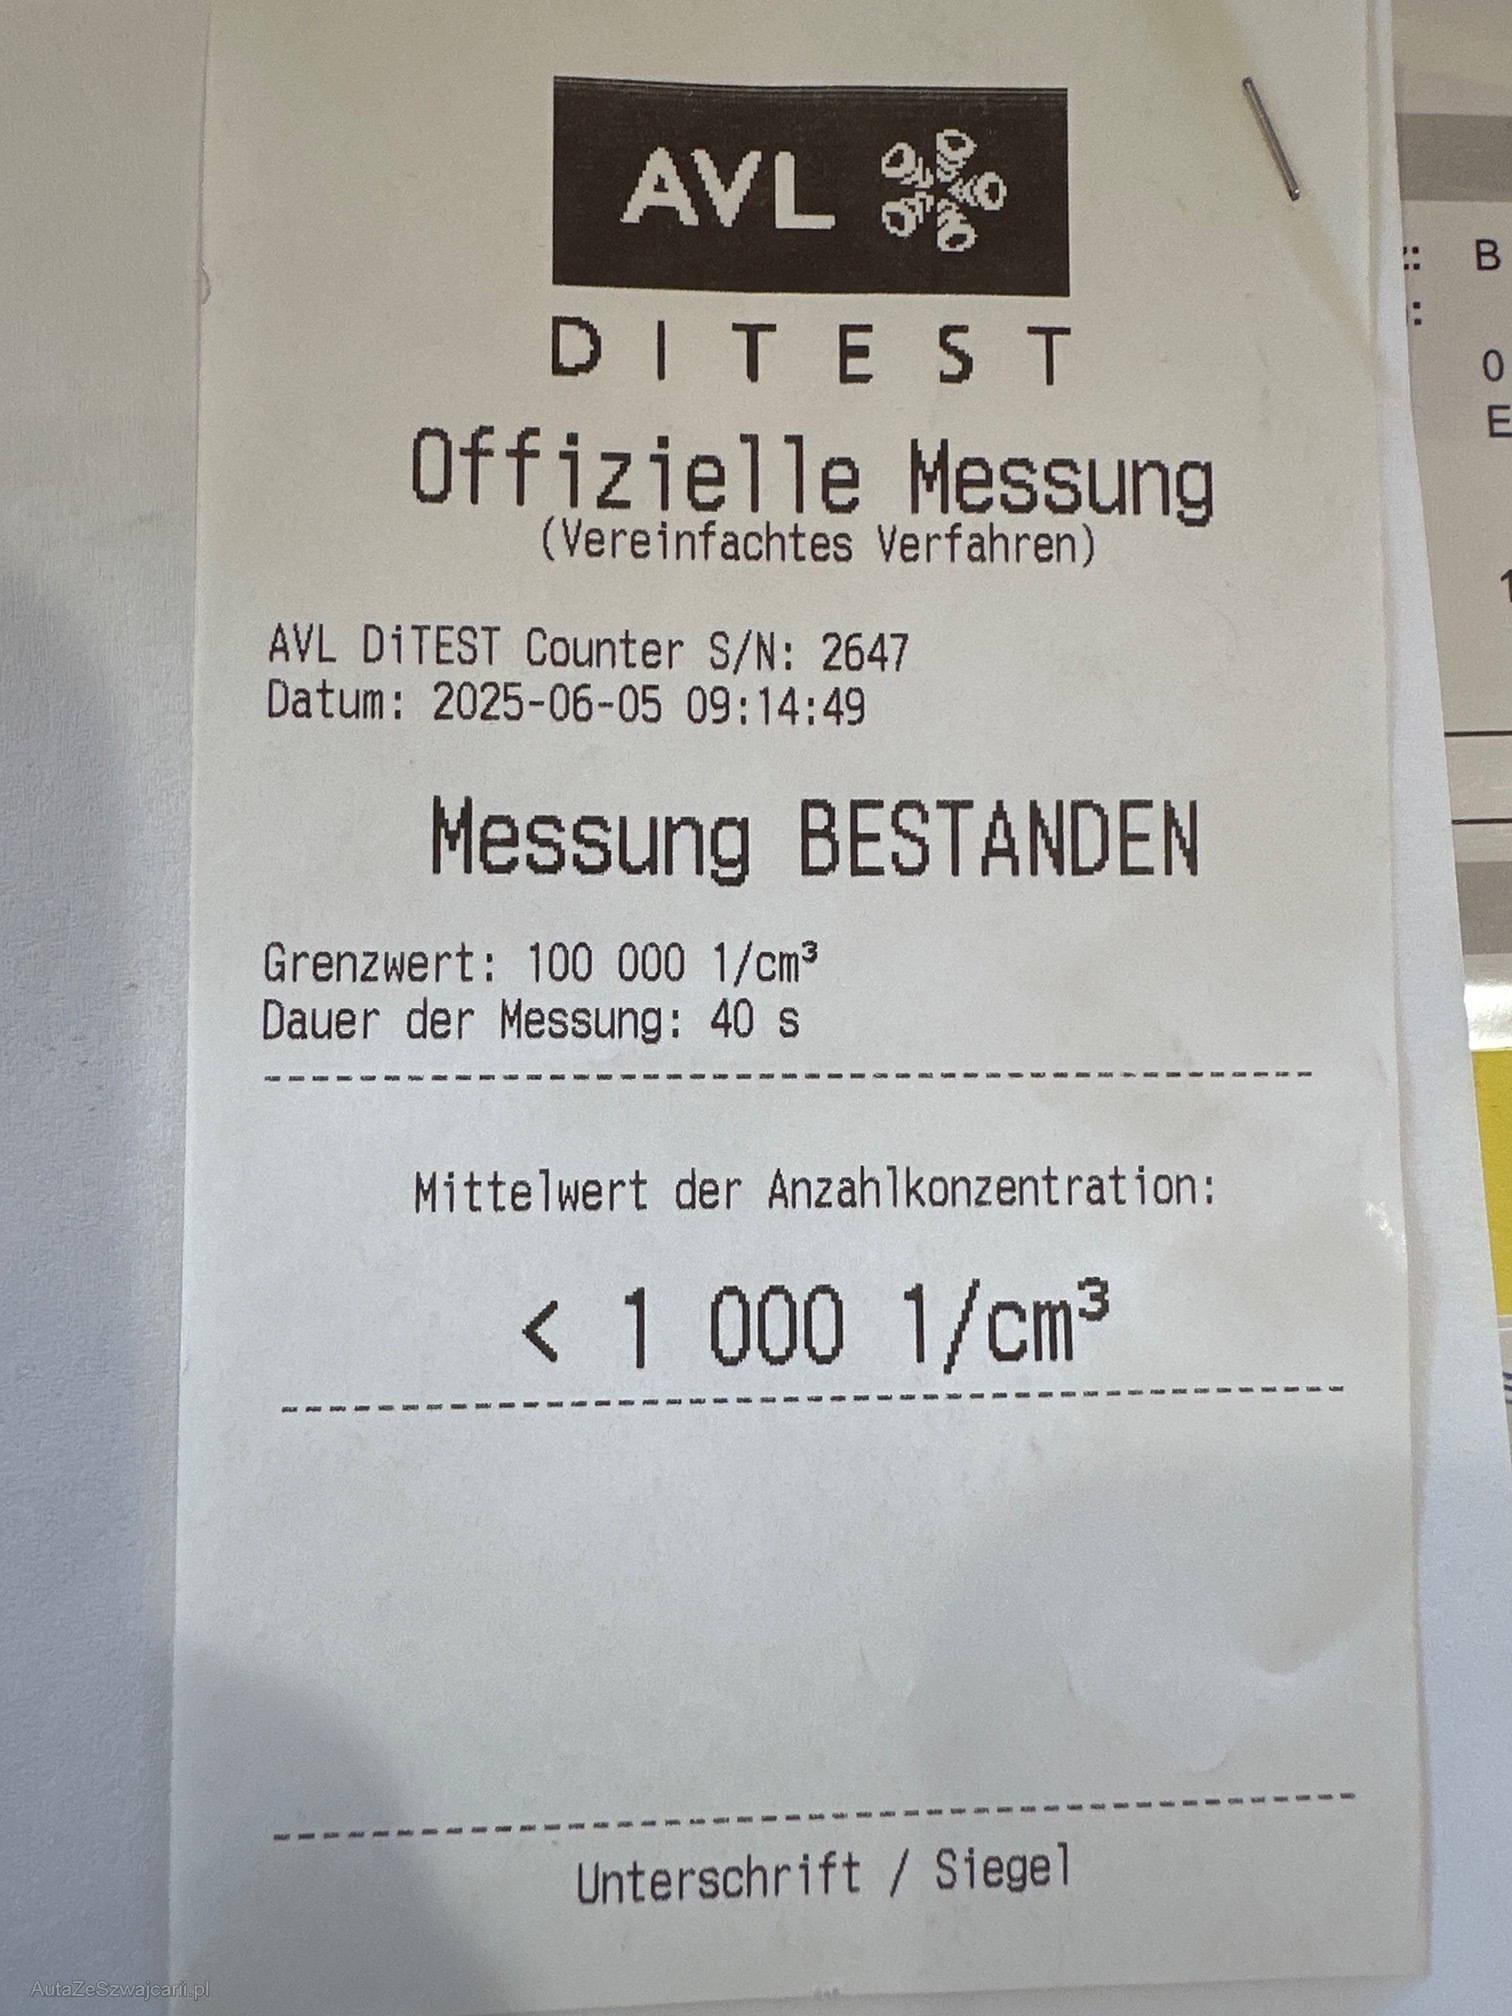 AVL
DITEST
Offizielle Messung
(Vereinfachtes Verfahren)
AVL DiTEST Counter S/N: 2647
Datum: 2025-06-05 09:14:49
Messung BESTANDEN
Grenzwert: 100 000 1/cm³
Dauer der Messung: 40 s
Mittelwert der Anzahlkonzentration:
< 1 000 1/cm³
Unterschrift / Siegel
B
0
E
1
AutaZeSzwajcarii.pl